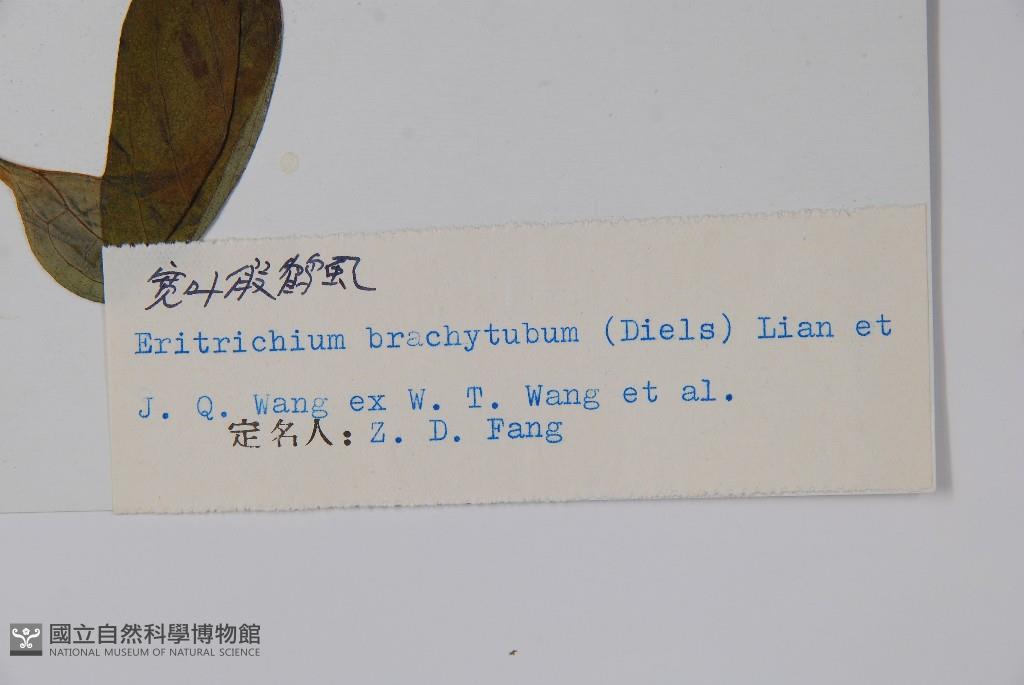 宽叶假鹤虱
Eritrichium brachytubum (Diels) Lian et
J. Q. Wang ex W. T. Wang et al.
定名人: Z. D. Fang
國立自然科學博物館
NATIONAL MUSEUM OF NATURAL SCIENCE